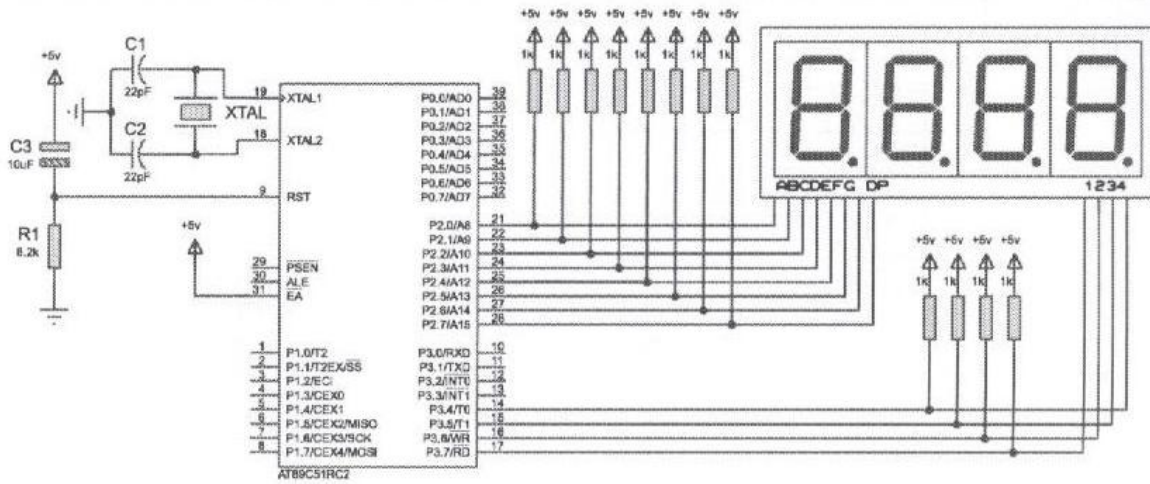 +5v +5v +5v +5v +5v +5v +5v +5v
1k 1k 1k 1k 1k 1k 1k 1k
C1
22pF
+5v
C3
10uF
XTAL
C2
22pF
R1
8.2k
+5v
19 XTAL1
18 XTAL2
9 RST
29 PSEN
30 ALE
31 EA
1 P1.0/T2
2 P1.1/T2EX/SS
3 P1.2/ECI
4 P1.3/CEX0
5 P1.4/CEX1
6 P1.5/CEX2/MISO
7 P1.6/CEX3/SCK
8 P1.7/CEX4/MOSI
P0.0/AD0 39
P0.1/AD1 38
P0.2/AD2 37
P0.3/AD3 36
P0.4/AD4 35
P0.5/AD5 34
P0.6/AD6 33
P0.7/AD7 32
P2.0/A8 21
P2.1/A9 22
P2.2/A10 23
P2.3/A11 24
P2.4/A12 25
P2.5/A13 26
P2.6/A14 27
P2.7/A15 28
P3.0/RXD 10
P3.1/TXD 11
P3.2/INT0 12
P3.3/INT1 13
P3.4/T0 14
P3.5/T1 15
P3.6/WR 16
P3.7/RD 17
AT89C51RC2
8.8.8.8.
ABCDEFG DP 1234
+5v +5v +5v +5v
1k 1k 1k 1k